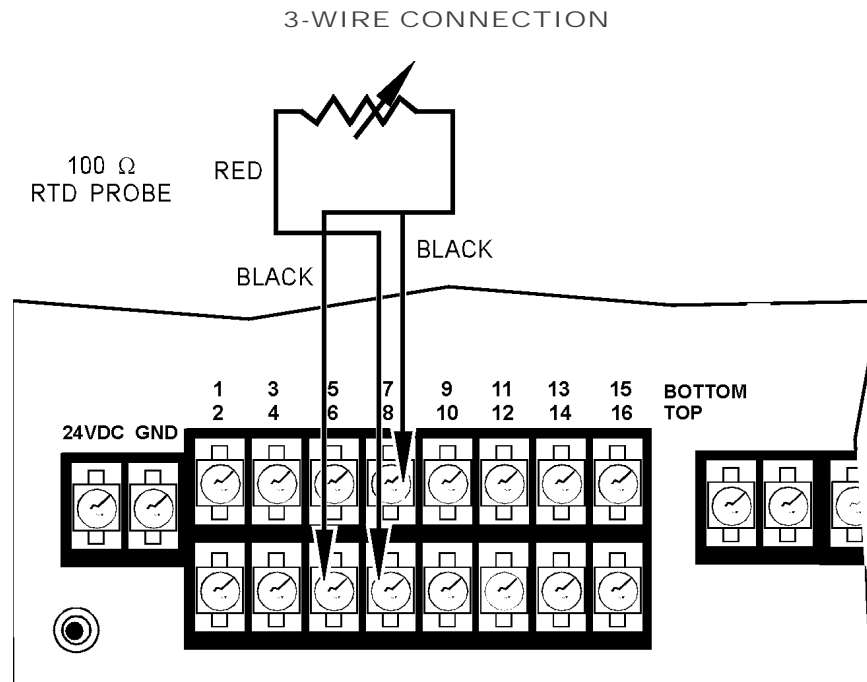 3-WIRE CONNECTION
100 Ω
RTD PROBE
RED
BLACK
BLACK
1 3 5 7 9 11 13 15 BOTTOM
2 4 6 8 10 12 14 16 TOP
24VDC GND